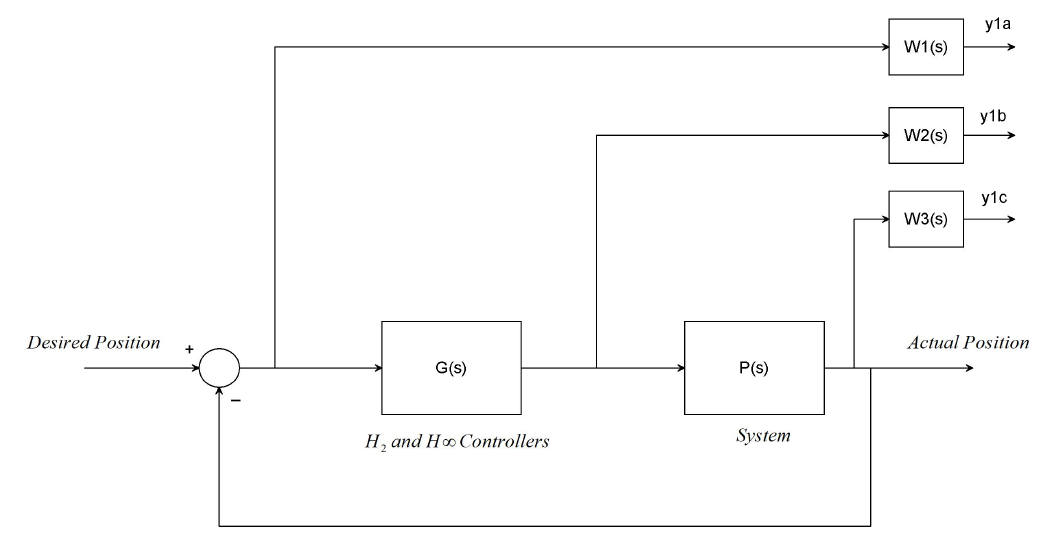 y1a
W1(s)
y1b
W2(s)
y1c
W3(s)
Desired Position
+
Actual Position
G(s)
P(s)
−
H₂ and H∞ Controllers
System